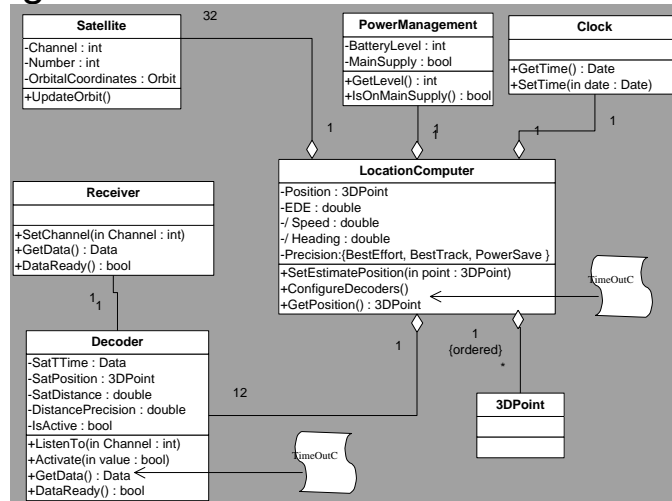 Satellite
-Channel : int
-Number : int
-OrbitalCoordinates : Orbit
+UpdateOrbit()
32
1
PowerManagement
-BatteryLevel : int
-MainSupply : bool
+GetLevel() : int
+IsOnMainSupply() : bool
1
1
Clock
+GetTime() : Date
+SetTime(in date : Date)
1
1
LocationComputer
-Position : 3DPoint
-EDE : double
-/ Speed : double
-/ Heading : double
-Precision:{BestEffort, BestTrack, PowerSave }
+SetEstimatePosition(in point : 3DPoint)
+ConfigureDecoders()
+GetPosition() : 3DPoint
TimeOutC
Receiver
+SetChannel(in Channel : int)
+GetData() : Data
+DataReady() : bool
1
1
Decoder
-SatTTime : Data
-SatPosition : 3DPoint
-SatDistance : double
-DistancePrecision : double
-IsActive : bool
+ListenTo(in Channel : int)
+Activate(in value : bool)
+GetData() : Data
+DataReady() : bool
12
1
TimeOutC
1
{ordered}
*
3DPoint